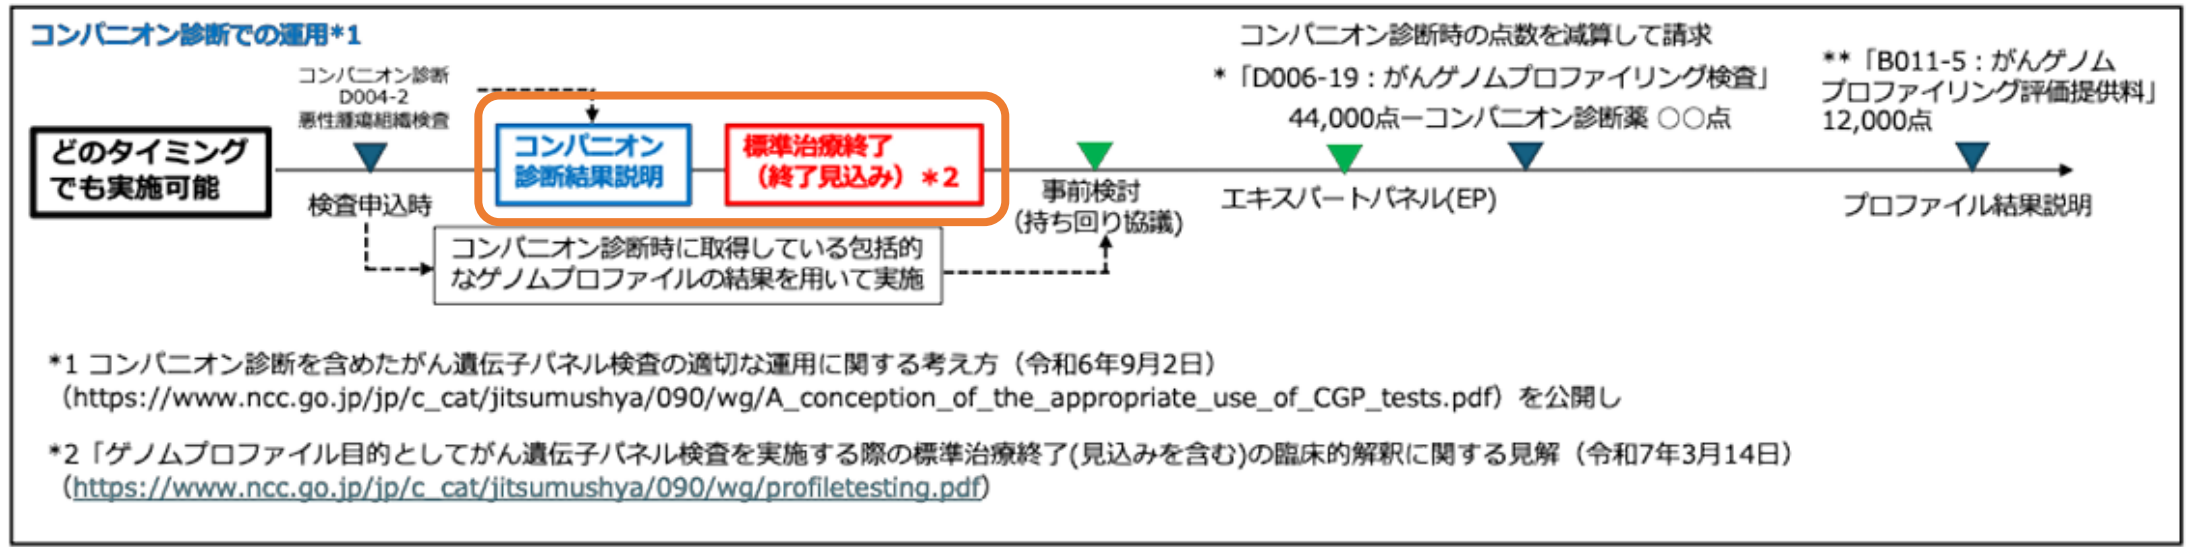 コンパニオン診断での運用*1
コンパニオン診断
D004-2
悪性腫瘍組織検査
どのタイミング
でも実施可能
検査申込時
コンパニオン
診断結果説明
標準治療終了
（終了見込み）＊2
コンパニオン診断時に取得している包括的
なゲノムプロファイルの結果を用いて実施
事前検討
(持ち回り協議)
コンパニオン診断時の点数を減算して請求
*「D006-19：がんゲノムプロファイリング検査」
44,000点ーコンパニオン診断薬 ○○点
エキスパートパネル(EP)
**「B011-5：がんゲノム
プロファイリング評価提供料」
12,000点
プロファイル結果説明
*1 コンパニオン診断を含めたがん遺伝子パネル検査の適切な運用に関する考え方（令和6年9月2日）
（https://www.ncc.go.jp/jp/c_cat/jitsumushya/090/wg/A_conception_of_the_appropriate_use_of_CGP_tests.pdf）を公開し
*2「ゲノムプロファイル目的としてがん遺伝子パネル検査を実施する際の標準治療終了(見込みを含む)の臨床的解釈に関する見解（令和7年3月14日）
（https://www.ncc.go.jp/jp/c_cat/jitsumushya/090/wg/profiletesting.pdf）